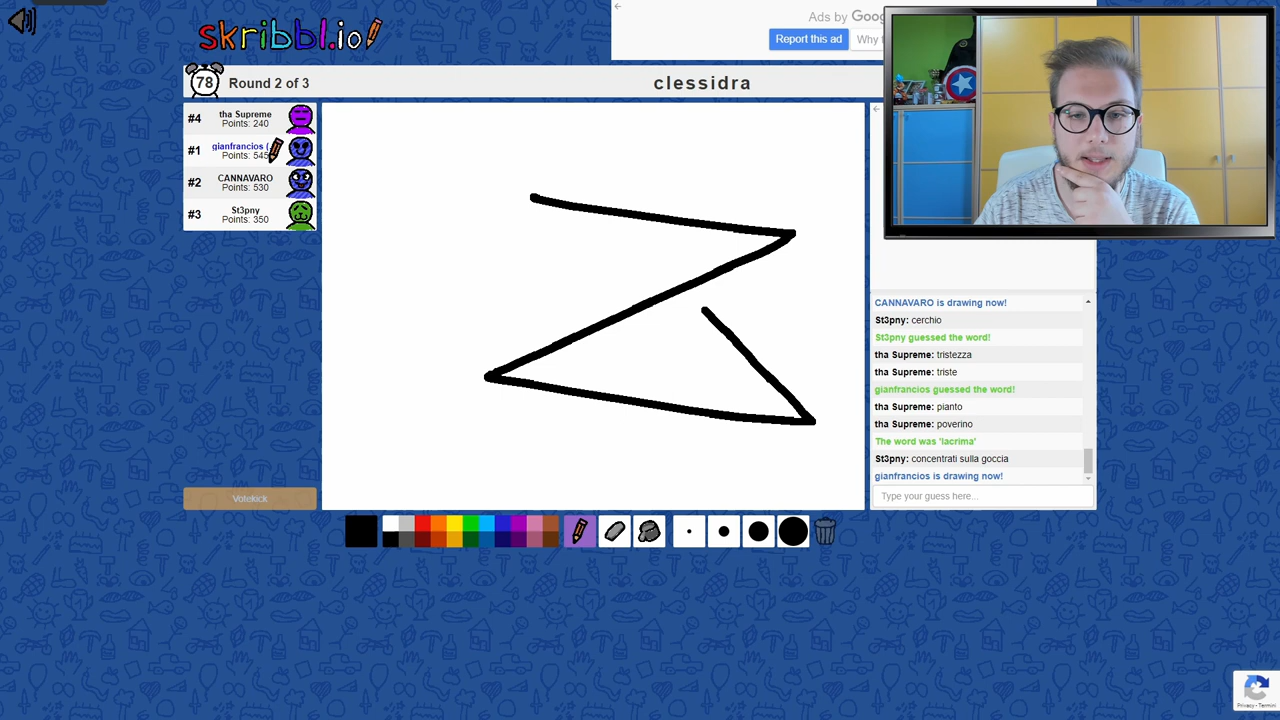 skribbl.io
Ads by Goog
Report this ad
Why t
78
Round 2 of 3
clessidra
#4
tha Supreme
Points: 240
#1
gianfrancios (
Points: 545
#2
CANNAVARO
Points: 530
#3
St3pny
Points: 350
CANNAVARO is drawing now!
St3pny: cerchio
St3pny guessed the word!
tha Supreme: tristezza
tha Supreme: triste
gianfrancios guessed the word!
tha Supreme: pianto
tha Supreme: poverino
The word was 'lacrima'
St3pny: concentrati sulla goccia
gianfrancios is drawing now!
Type your guess here...
Votekick
Privacy - Termini